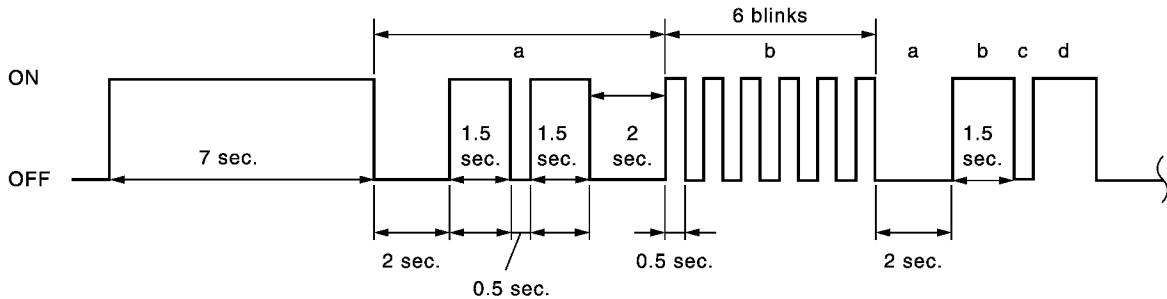 6 blinks
a b a b c d
ON
1.5 sec. 1.5 sec. 2 sec. 1.5 sec.
7 sec.
OFF
2 sec. 0.5 sec. 2 sec.
0.5 sec.